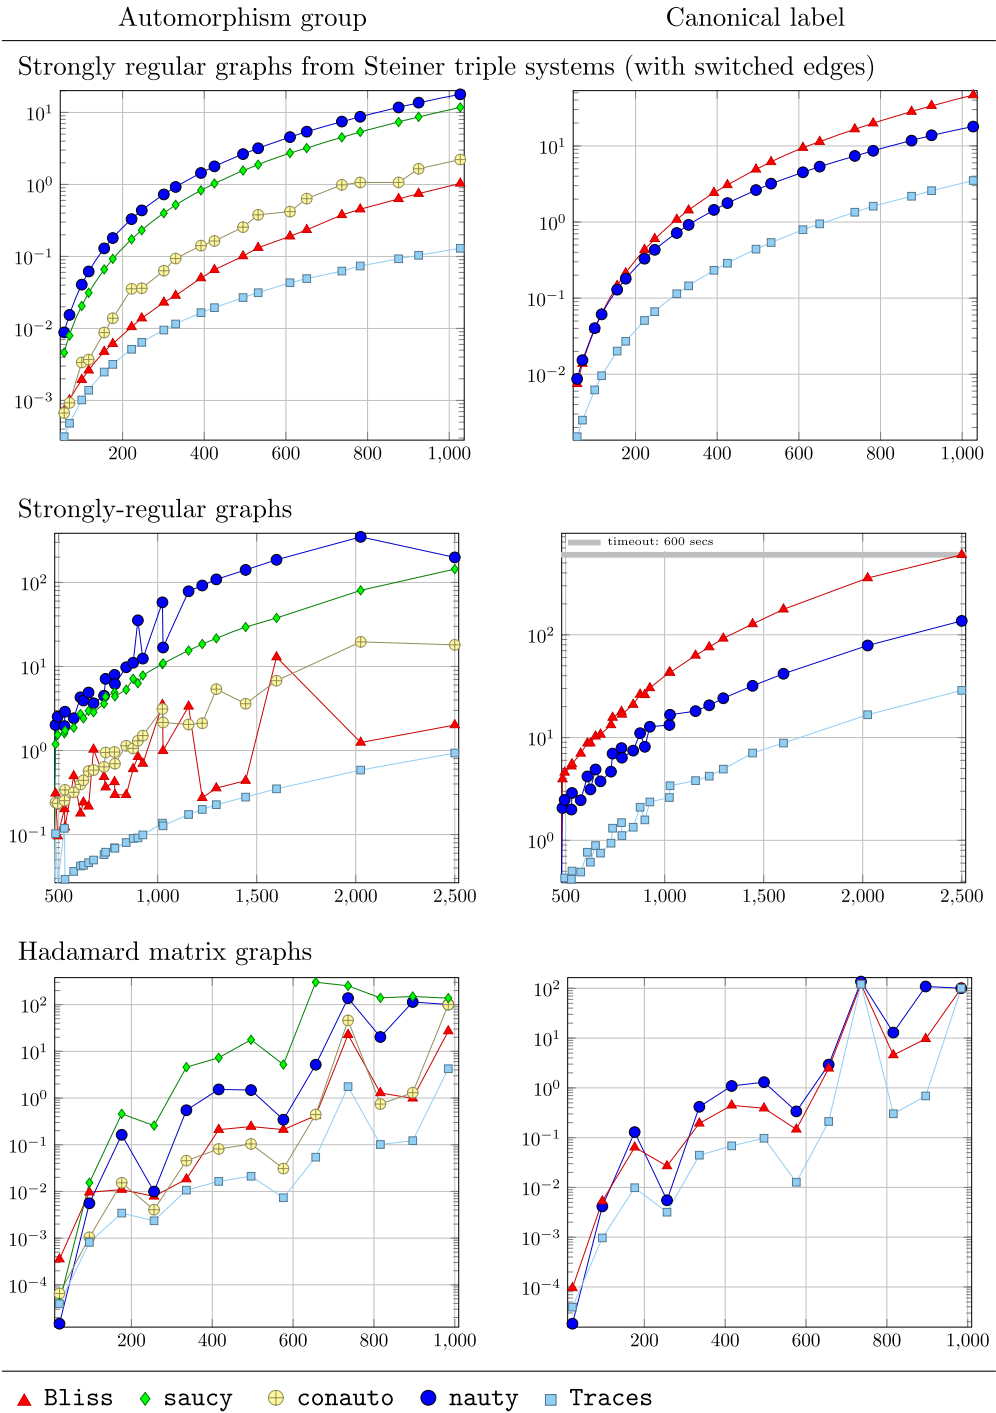 Automorphism group Canonical label
Strongly regular graphs from Steiner triple systems (with switched edges)
10^1
10^0
10^−1
10^−2
10^−3
200 400 600 800 1,000
10^1
10^0
10^−1
10^−2
200 400 600 800 1,000
Strongly-regular graphs
10^2
10^1
10^0
10^−1
500 1,000 1,500 2,000 2,500
timeout: 600 secs
10^2
10^1
10^0
500 1,000 1,500 2,000 2,500
Hadamard matrix graphs
10^2
10^1
10^0
10^−1
10^−2
10^−3
10^−4
200 400 600 800 1,000
10^2
10^1
10^0
10^−1
10^−2
10^−3
10^−4
200 400 600 800 1,000
Bliss saucy conauto nauty Traces